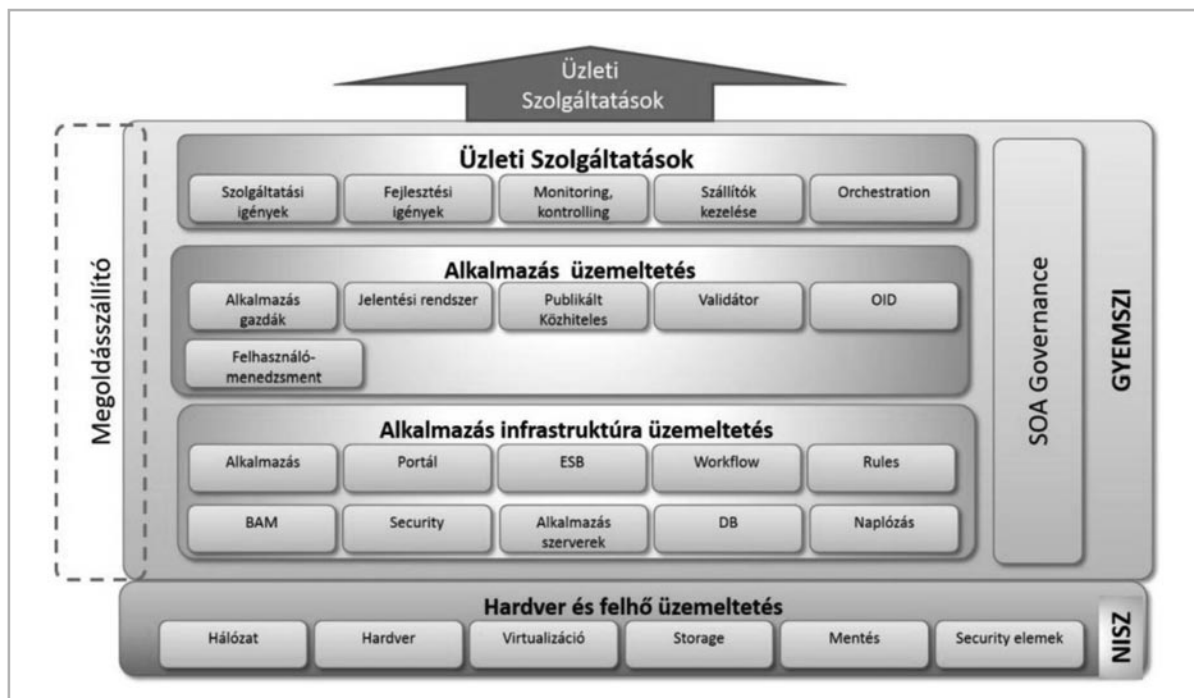 Üzleti
Szolgáltatások
Megoldásszállító
Üzleti Szolgáltatások
Szolgáltatási
igények
Fejlesztési
igények
Monitoring,
kontrolling
Szállítók
kezelése
Orchestration
Alkalmazás üzemeltetés
Alkalmazás
gazdák
Jelentési rendszer
Publikált
Közhiteles
Validátor
OID
Felhasználó-
menedzsment
Alkalmazás infrastruktúra üzemeltetés
Alkalmazás
Portál
ESB
Workflow
Rules
BAM
Security
Alkalmazás
szerverek
DB
Naplózás
SOA Governance
GYEMSZI
Hardver és felhő üzemeltetés
Hálózat
Hardver
Virtualizáció
Storage
Mentés
Security elemek
NISZ